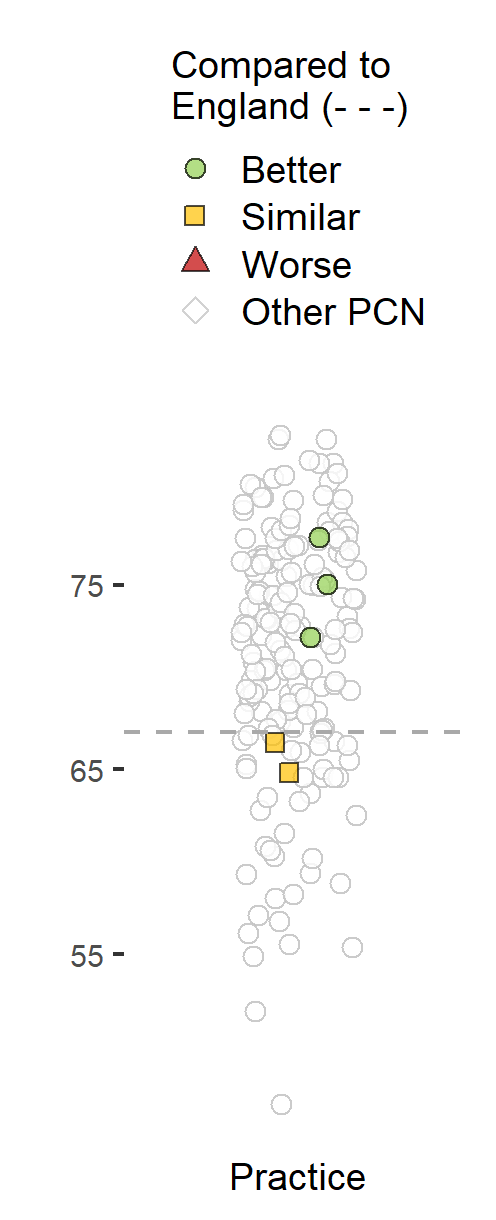 Compared to
England (- - -)
Better
Similar
Worse
Other PCN
75
65
55
Practice